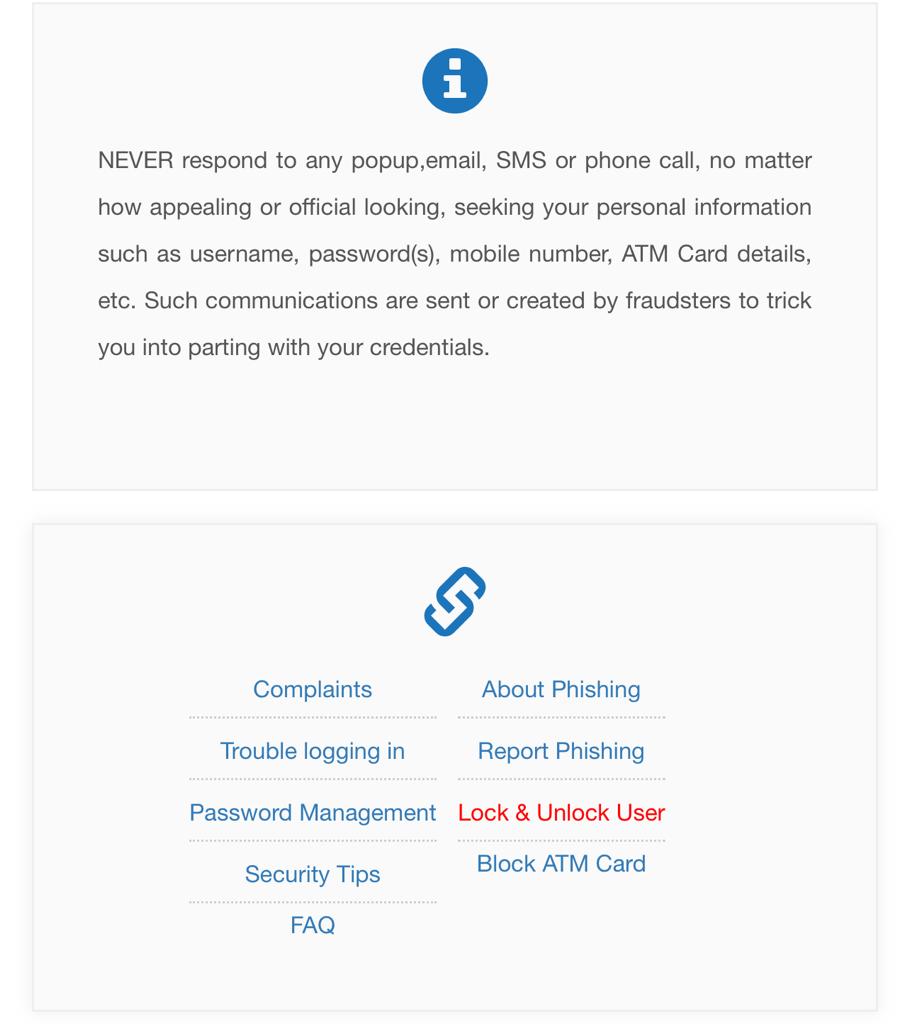 NEVER respond to any popup,email, SMS or phone call, no matter
how appealing or official looking, seeking your personal information
such as username, password(s), mobile number, ATM Card details,
etc. Such communications are sent or created by fraudsters to trick
you into parting with your credentials.
Complaints
Trouble logging in
Password Management
Security Tips
FAQ
About Phishing
Report Phishing
Lock & Unlock User
Block ATM Card